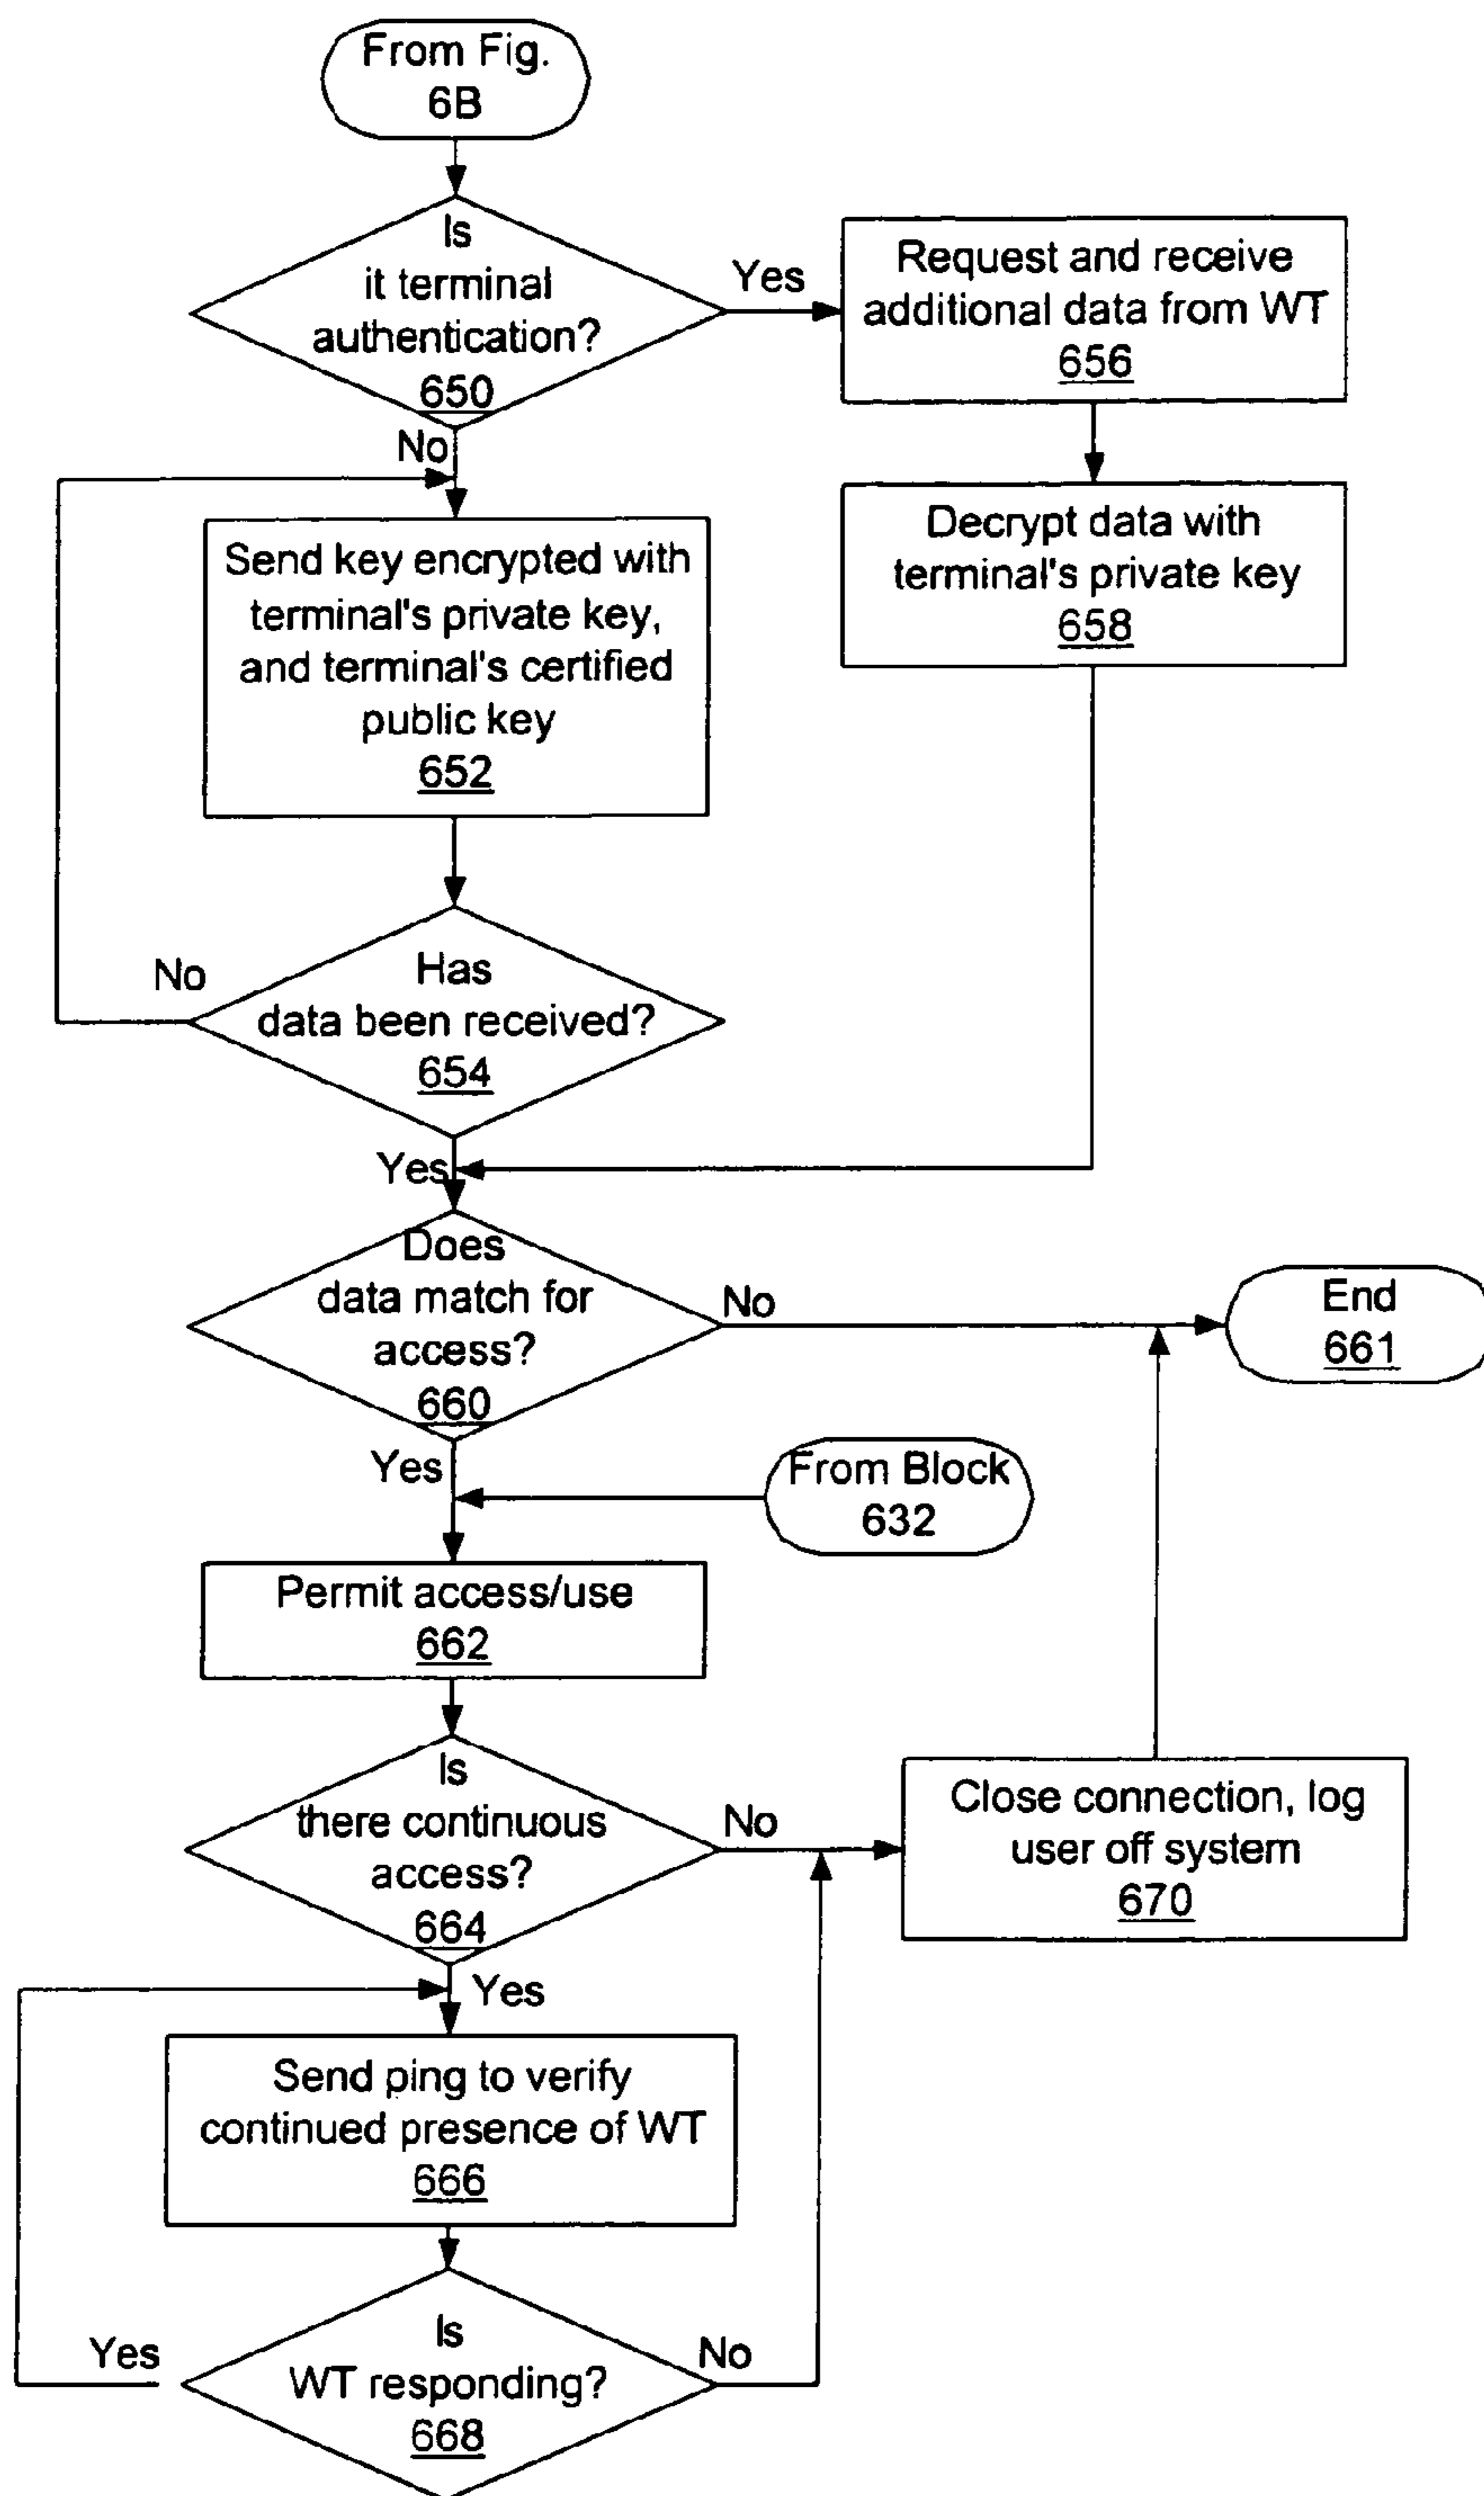 From Fig.
6B
Is
it terminal
authentication?
650
Yes
Request and receive
additional data from WT
656
No
Decrypt data with
terminal's private key
658
Send key encrypted with
terminal's private key,
and terminal's certified
public key
652
No
Has
data been received?
654
Yes
Does
data match for
access?
660
No
End
661
Yes
From Block
632
Permit access/use
662
Is
there continuous
access?
664
No
Close connection, log
user off system
670
Yes
Send ping to verify
continued presence of WT
666
Yes
Is
WT responding?
668
No